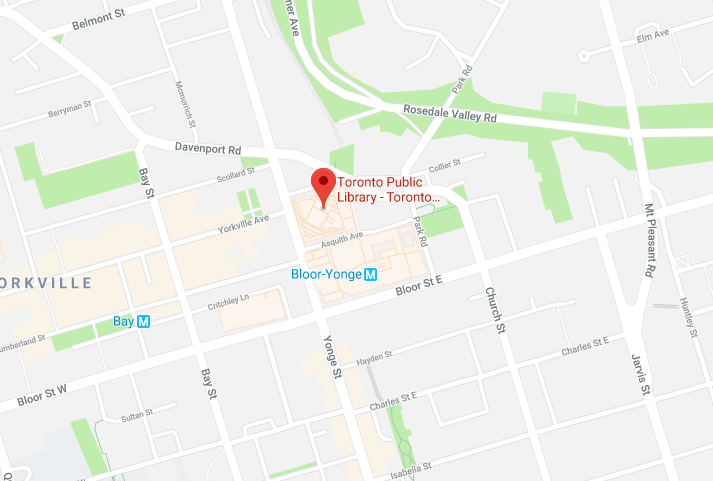 Belmont St
ner Ave
Elm Ave
Park Rd
Mcmurrich St
Berryman St
Rosedale Valley Rd
Davenport Rd
Collier St
Scollard St
Bay St
Toronto Public
Library - Toronto...
Mt Pleasant Rd
Yorkville Ave
Asquith Ave
Park Rd
ORKVILLE
Bloor-Yonge M
Bloor St E
Critchley Ln
Church St
Huntley St
Bay M
umberland St
Yonge St
Hayden St
Charles St E
Jarvis St
Bay St
Bloor St W
Charles St E
Sultan St
Isabella St
W